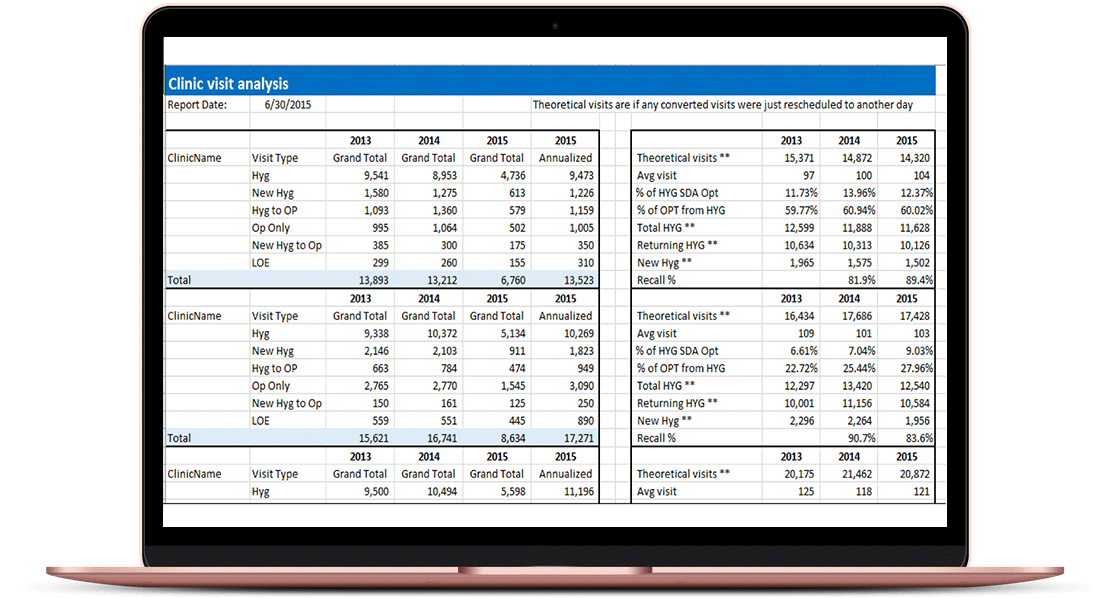 Clinic visit analysis
Report Date: 6/30/2015 Theoretical visits are if any converted visits were just rescheduled to another day
2013 2014 2015 2015 2013 2014 2015
ClinicName Visit Type Grand Total Grand Total Grand Total Annualized Theoretical visits ** 15,371 14,872 14,320
Hyg 9,541 8,953 4,736 9,473 Avg visit 97 100 104
New Hyg 1,580 1,275 613 1,226 % of HYG SDA Opt 11.73% 13.96% 12.37%
Hyg to OP 1,093 1,360 579 1,159 % of OPT from HYG 59.77% 60.94% 60.02%
Op Only 995 1,064 502 1,005 Total HYG ** 12,599 11,888 11,628
New Hyg to Op 385 300 175 350 Returning HYG ** 10,634 10,313 10,126
LOE 299 260 155 310 New Hyg ** 1,965 1,575 1,502
Total 13,893 13,212 6,760 13,523 Recall % 81.9% 89.4%
2013 2014 2015 2015 2013 2014 2015
ClinicName Visit Type Grand Total Grand Total Grand Total Annualized Theoretical visits ** 16,434 17,686 17,428
Hyg 9,338 10,372 5,134 10,269 Avg visit 109 101 103
New Hyg 2,146 2,103 911 1,823 % of HYG SDA Opt 6.61% 7.04% 9.03%
Hyg to OP 663 784 474 949 % of OPT from HYG 22.72% 25.44% 27.96%
Op Only 2,765 2,770 1,545 3,090 Total HYG ** 12,297 13,420 12,540
New Hyg to Op 150 161 125 250 Returning HYG ** 10,001 11,156 10,584
LOE 559 551 445 890 New Hyg ** 2,296 2,264 1,956
Total 15,621 16,741 8,634 17,271 Recall % 90.7% 83.6%
2013 2014 2015 2015 2013 2014 2015
ClinicName Visit Type Grand Total Grand Total Grand Total Annualized Theoretical visits ** 20,175 21,462 20,872
Hyg 9,500 10,494 5,598 11,196 Avg visit 125 118 121